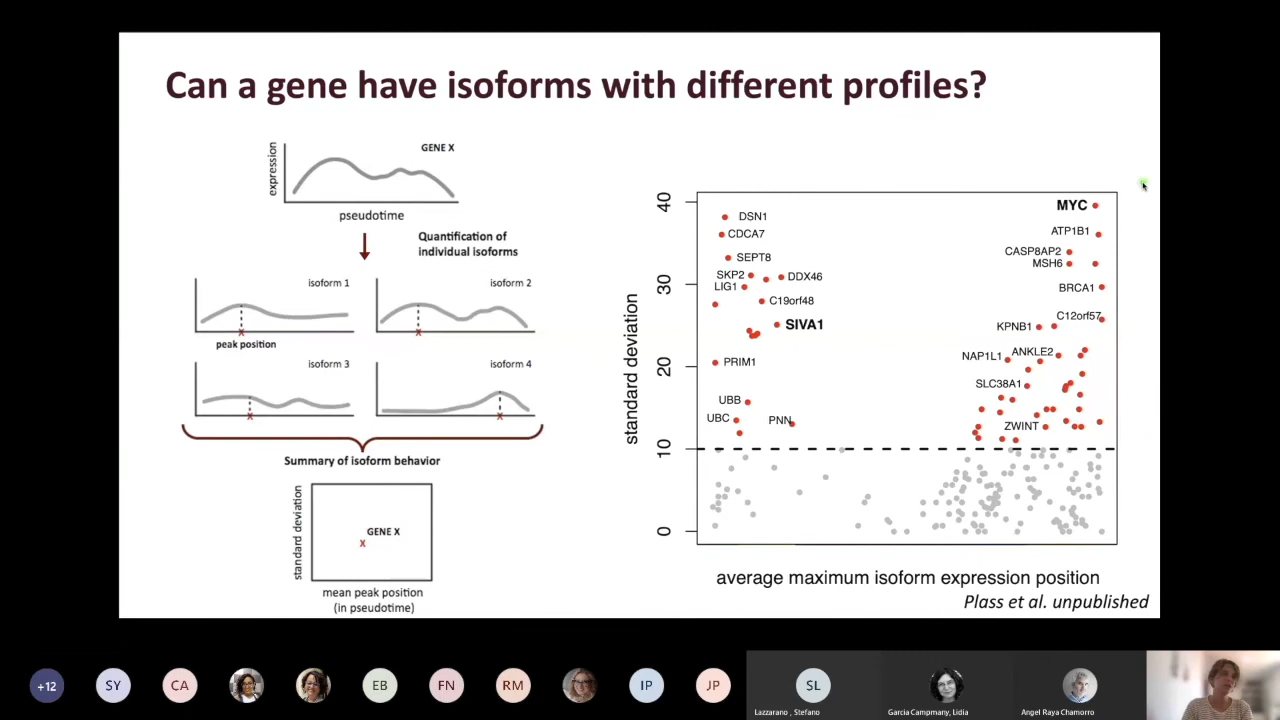 Can a gene have isoforms with different profiles?
GENE X
expression
pseudotime
Quantification of
individual isoforms
isoform 1
isoform 2
X
X
peak position
isoform 3
isoform 4
X
X
Summary of isoform behavior
standard deviation
GENE X
X
mean peak position
(in pseudotime)
standard deviation
40
30
20
10
0
DSN1
CDCA7
SEPT8
SKP2
DDX46
LIG1
C19orf48
SIVA1
PRIM1
UBB
UBC
PNN
MYC
ATP1B1
CASP8AP2
MSH6
BRCA1
C12orf57
KPNB1
NAP1L1
ANKLE2
SLC38A1
ZWINT
average maximum isoform expression position
Plass et al. unpublished
+12
SY
CA
EB
FN
RM
IP
JP
SL
Lazzarano , Stefano
Garcia Campmany, Lidia
Angel Raya Chamorro